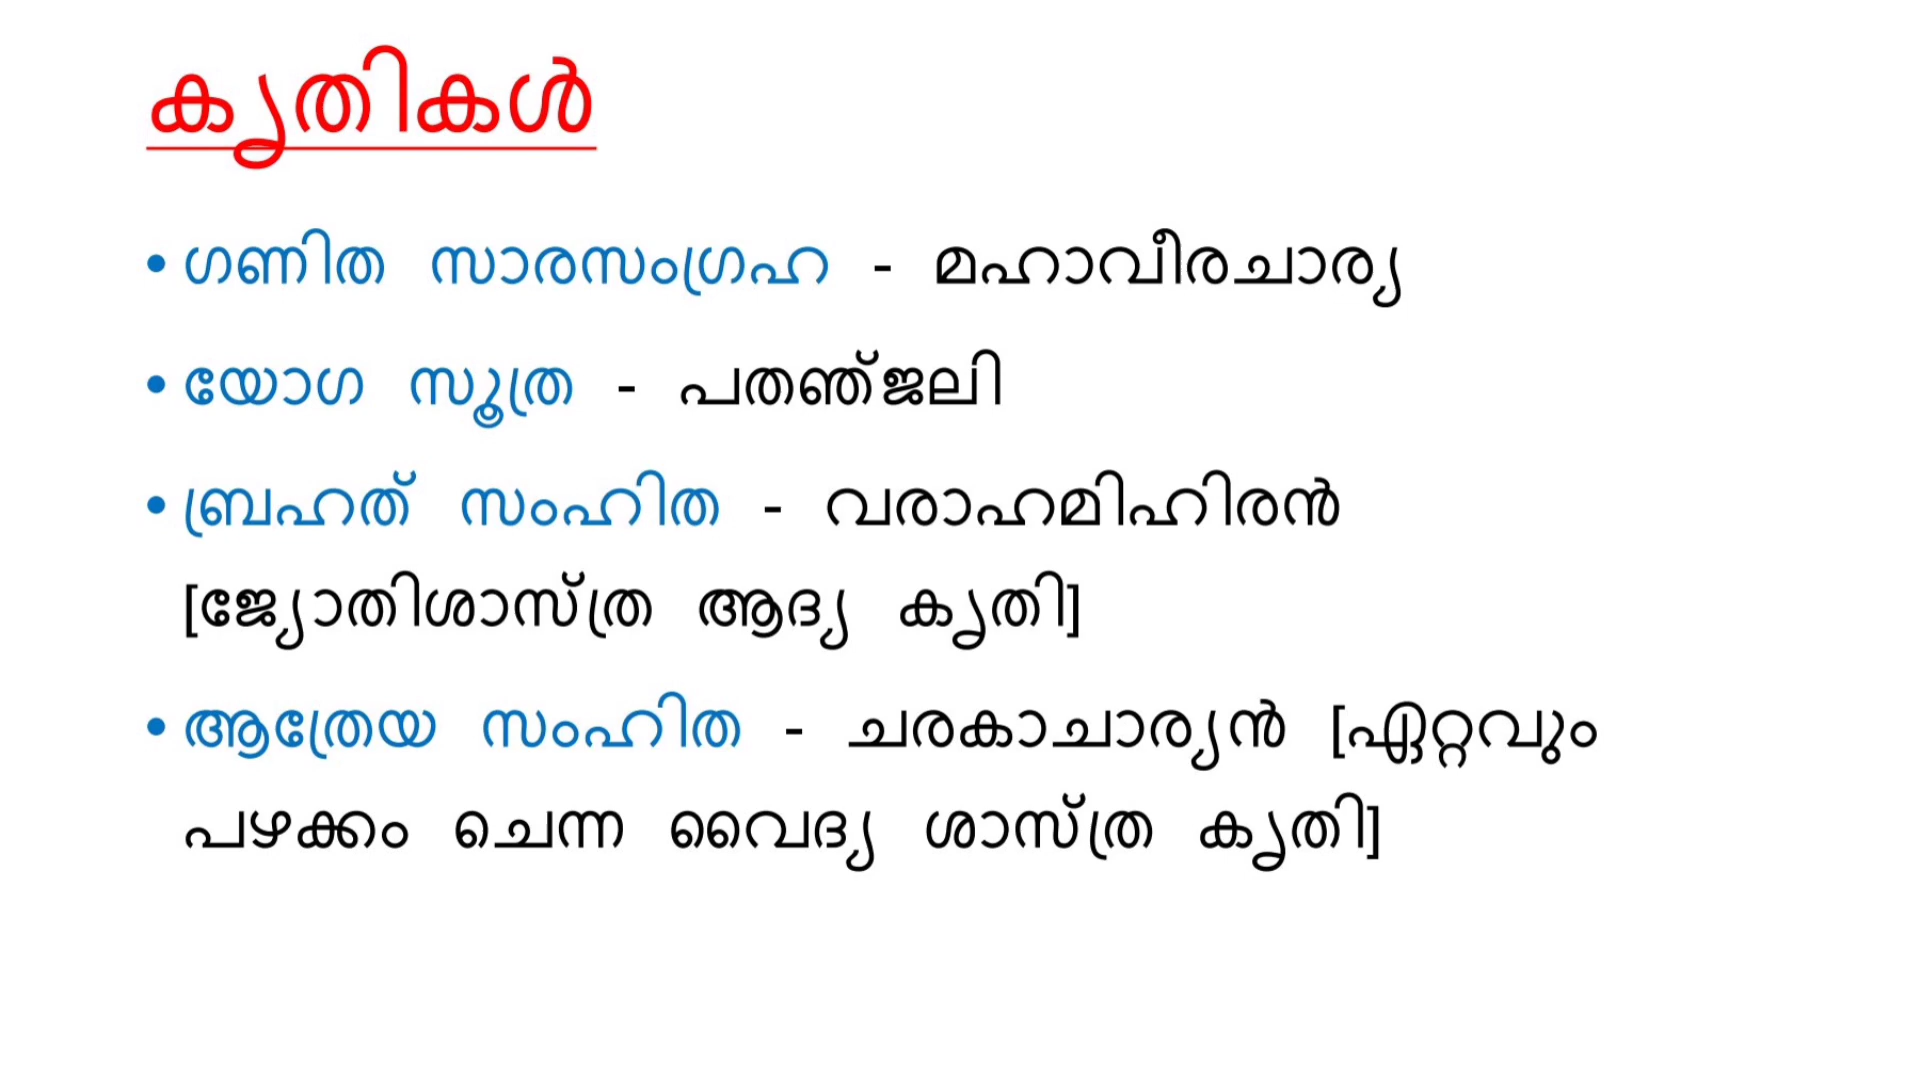 കൃതികൾ
• ഗണിത സാരസംഗ്രഹ - മഹാവീരചാര്യ
• യോഗ സൂത്ര - പതഞ്ജലി
• ബ്രഹത് സംഹിത - വരാഹമിഹിരൻ
[ജ്യോതിശാസ്ത്ര ആദ്യ കൃതി]
• ആത്രേയ സംഹിത - ചരകാചാര്യൻ [ഏറ്റവും
പഴക്കം ചെന്ന വൈദ്യ ശാസ്ത്ര കൃതി]